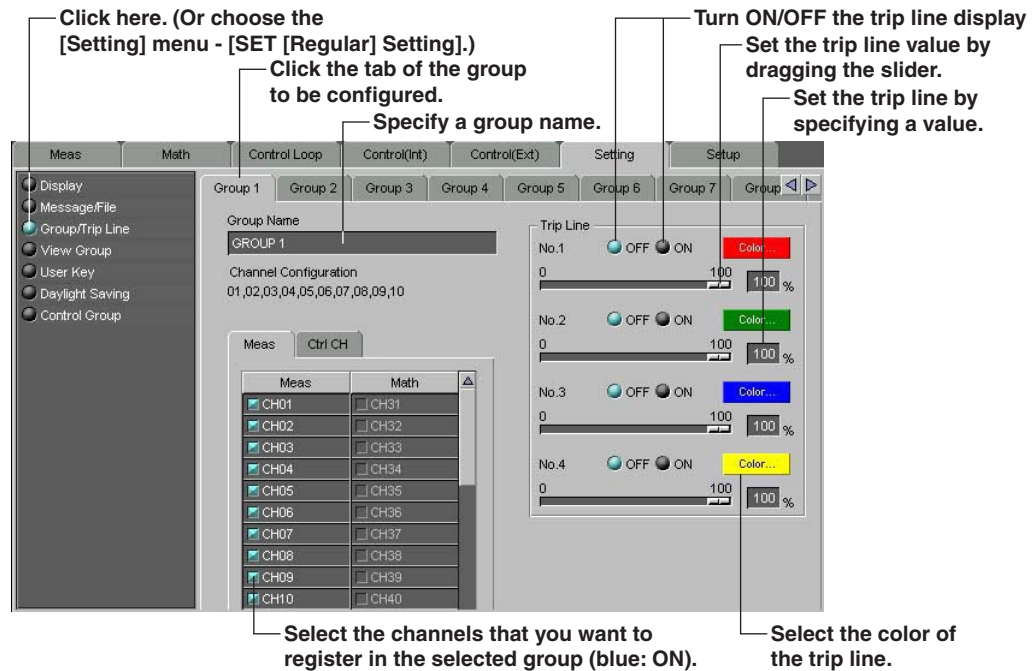 Click here. (Or choose the
[Setting] menu - [SET [Regular] Setting].)
Click the tab of the group
to be configured.
Specify a group name.
Turn ON/OFF the trip line display
Set the trip line value by
dragging the slider.
Set the trip line by
specifying a value.
Meas Math Control Loop Control(Int) Control(Ext) Setting Setup
Display
Message/File
Group/Trip Line
View Group
User Key
Daylight Saving
Control Group
Group 1 Group 2 Group 3 Group 4 Group 5 Group 6 Group 7 Group
Group Name
GROUP 1
Channel Configuration
01,02,03,04,05,06,07,08,09,10
Meas Ctrl CH
Meas Math
CH01 CH31
CH02 CH32
CH03 CH33
CH04 CH34
CH05 CH35
CH06 CH36
CH07 CH37
CH08 CH38
CH09 CH39
CH10 CH40
Trip Line
No.1 OFF ON Color...
0 100 100 %
No.2 OFF ON Color...
0 100 100 %
No.3 OFF ON Color...
0 100 100 %
No.4 OFF ON Color...
0 100 100 %
Select the channels that you want to
register in the selected group (blue: ON).
Select the color of
the trip line.